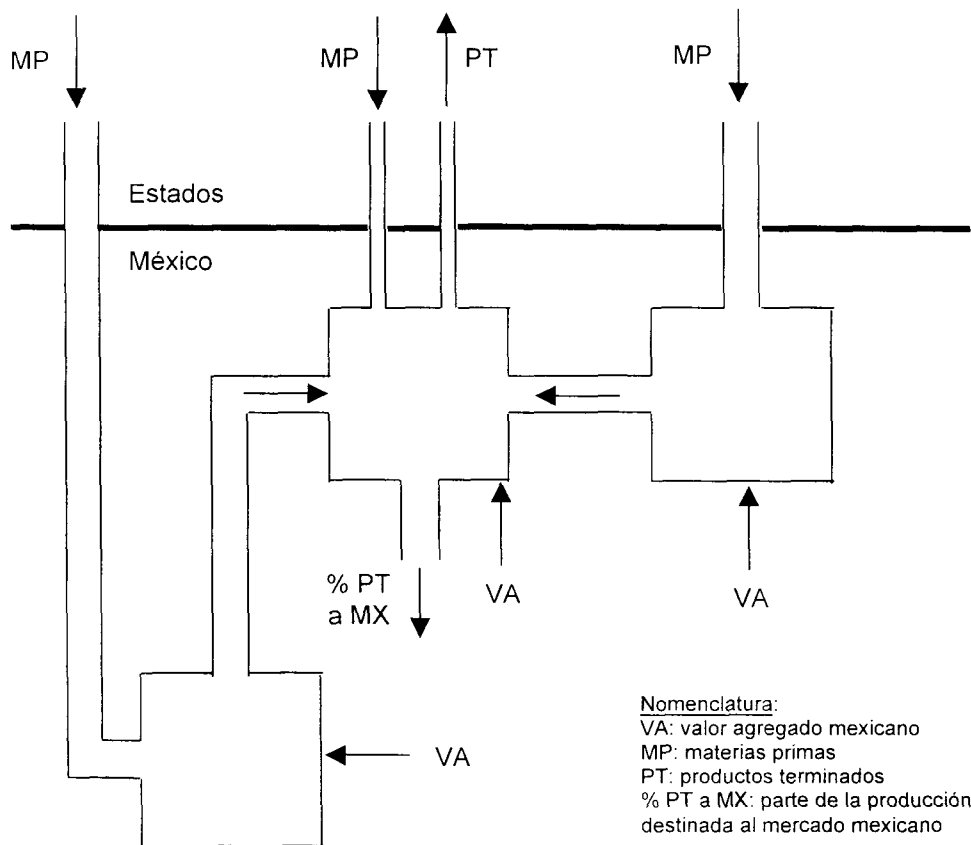 MP
MP
PT
MP
Estados
México
% PT
a MX
VA
VA
VA
Nomenclatura:
VA: valor agregado mexicano
MP: materias primas
PT: productos terminados
% PT a MX: parte de la producción
destinada al mercado mexicano